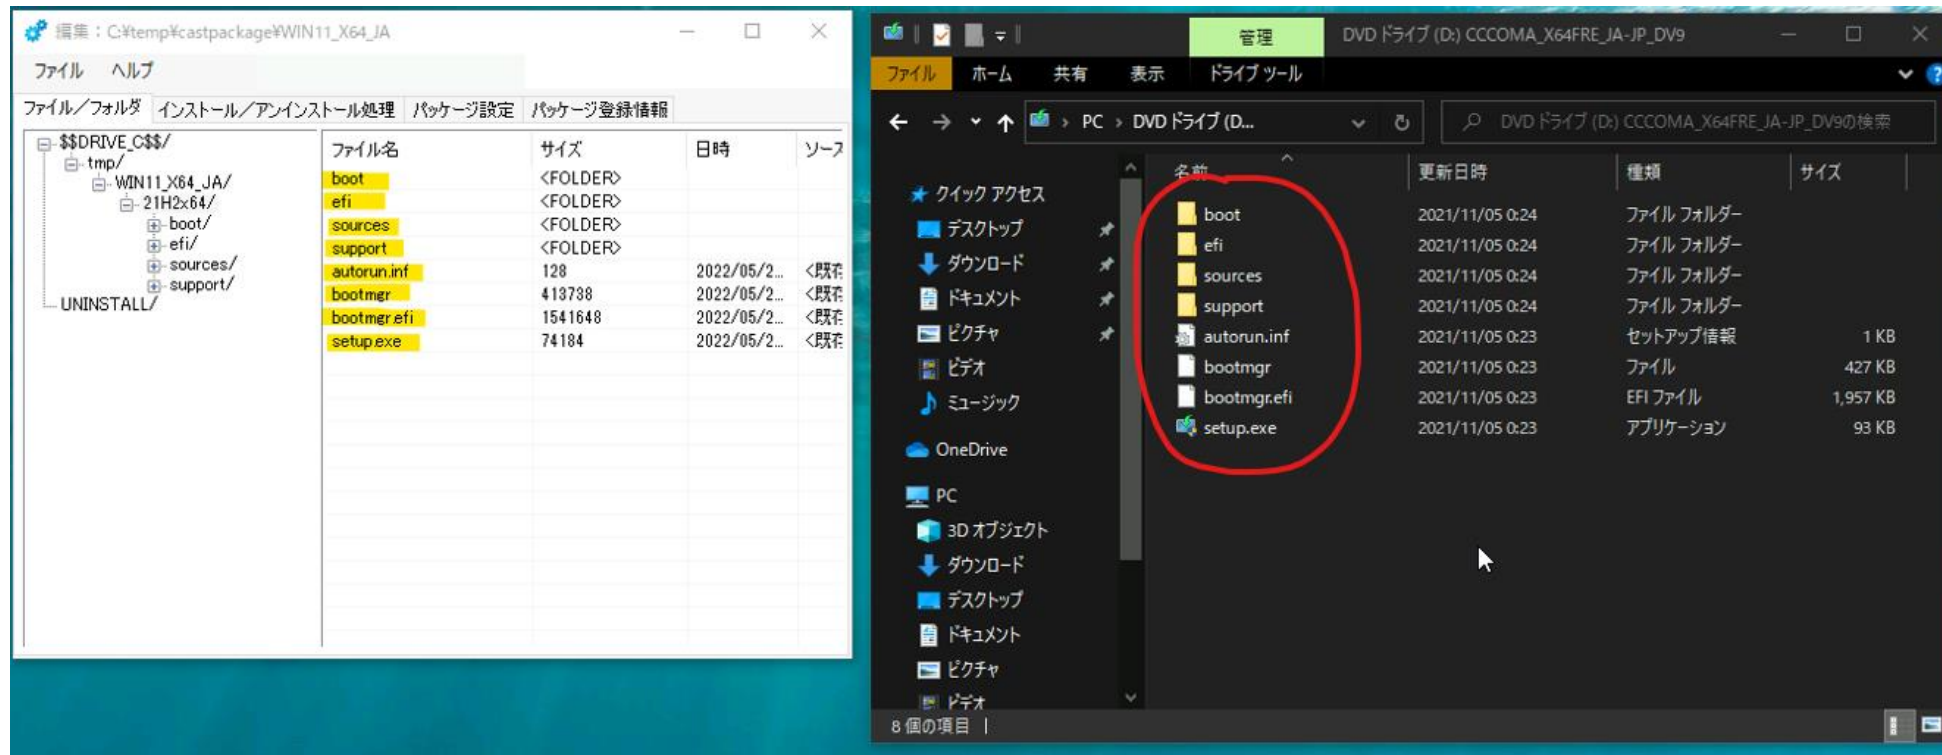 編集：C:¥temp¥castpackage¥WIN11_X64_JA
ファイル ヘルプ
ファイル／フォルダ インストール／アンインストール処理 パッケージ設定 パッケージ登録情報
$$DRIVE_C$$/
tmp/
WIN11_X64_JA/
21H2x64/
boot/
efi/
sources/
support/
UNINSTALL/
ファイル名 サイズ 日時 ソース
boot <FOLDER>
efi <FOLDER>
sources <FOLDER>
support <FOLDER>
autorun.inf 128 2022/05/2... <既存
bootmgr 413738 2022/05/2... <既存
bootmgr.efi 1541648 2022/05/2... <既存
setup.exe 74184 2022/05/2... <既存
管理 DVD ドライブ (D:) CCCOMA_X64FRE_JA-JP_DV9
ファイル ホーム 共有 表示 ドライブ ツール
PC › DVD ドライブ (D...
DVD ドライブ (D:) CCCOMA_X64FRE_JA-JP_DV9の検索
クイック アクセス
デスクトップ
ダウンロード
ドキュメント
ピクチャ
ビデオ
ミュージック
OneDrive
PC
3D オブジェクト
ダウンロード
デスクトップ
ドキュメント
ピクチャ
ビデオ
名前 更新日時 種類 サイズ
boot 2021/11/05 0:24 ファイル フォルダー
efi 2021/11/05 0:24 ファイル フォルダー
sources 2021/11/05 0:24 ファイル フォルダー
support 2021/11/05 0:24 ファイル フォルダー
autorun.inf 2021/11/05 0:23 セットアップ情報 1 KB
bootmgr 2021/11/05 0:23 ファイル 427 KB
bootmgr.efi 2021/11/05 0:23 EFI ファイル 1,957 KB
setup.exe 2021/11/05 0:23 アプリケーション 93 KB
8 個の項目